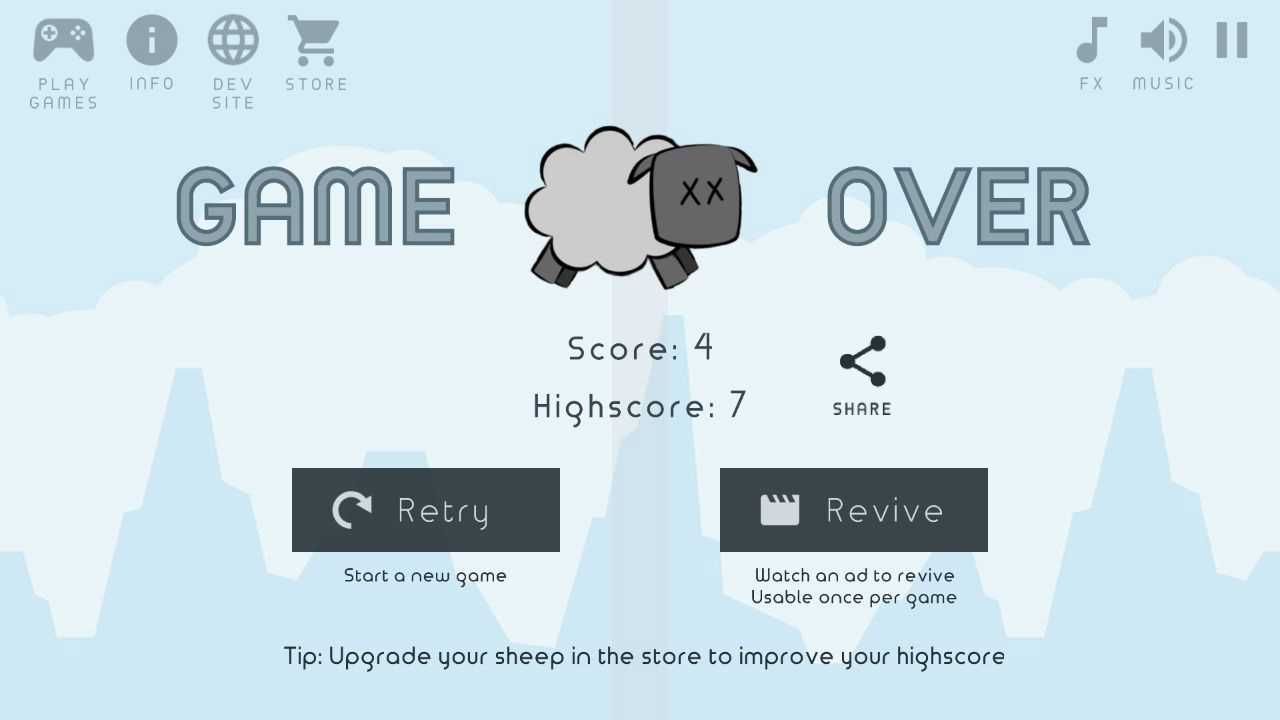 PLAY
GAMES
INFO
DEV
SITE
STORE
FX
MUSIC
GAME OVER
XX
Score: 4
Highscore: 7
SHARE
Retry
Revive
Start a new game
Watch an ad to revive
Usable once per game
Tip: Upgrade your sheep in the store to improve your highscore